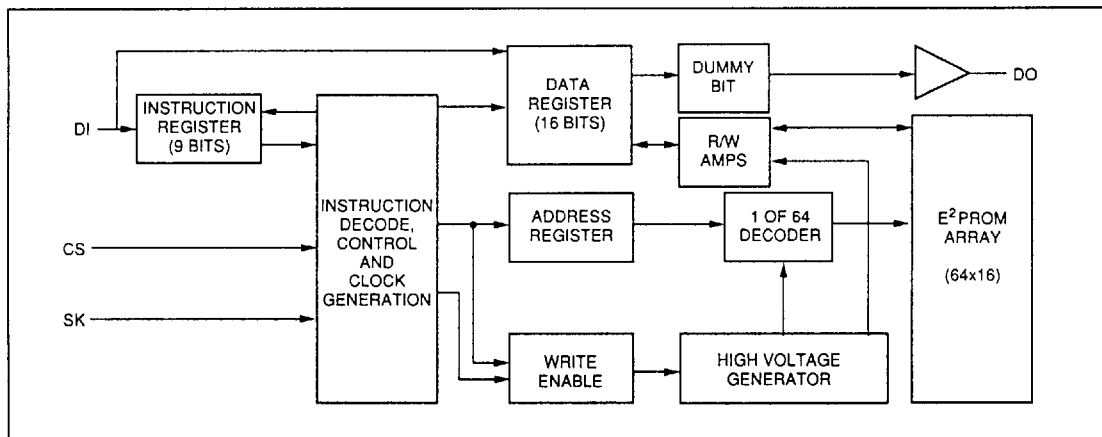 DI
INSTRUCTION
REGISTER
(9 BITS)
CS
SK
INSTRUCTION
DECODE,
CONTROL
AND
CLOCK
GENERATION
DATA
REGISTER
(16 BITS)
DUMMY
BIT
DO
R/W
AMPS
ADDRESS
REGISTER
1 OF 64
DECODER
E²PROM
ARRAY
(64x16)
WRITE
ENABLE
HIGH VOLTAGE
GENERATOR